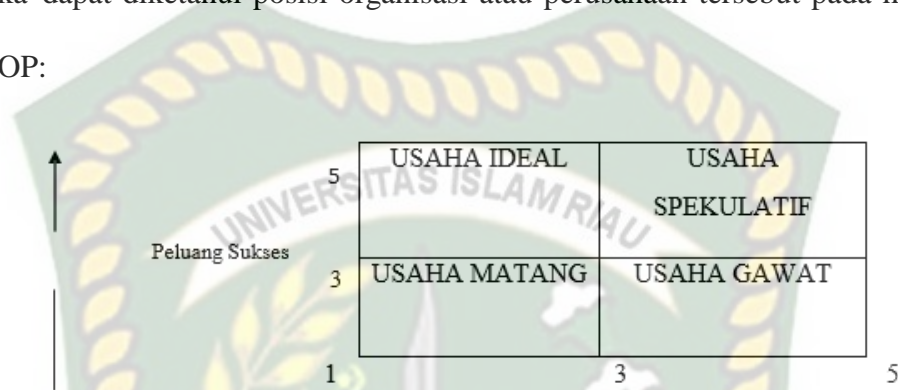 dapat diketahui posisi organisasi atau perusahaan tersebut pada
OP:
5
USAHA IDEAL
USAHA
SPEKULATIF
UNIVERSITAS ISLAM RIAU
Peluang Sukses
3
USAHA MATANG
USAHA GAWAT
1
3
5